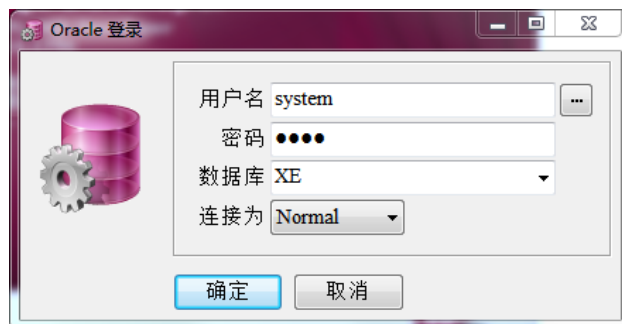 Oracle 登录
用户名 system ...
密码 ●●●●
数据库 XE
连接为 Normal
确定 取消